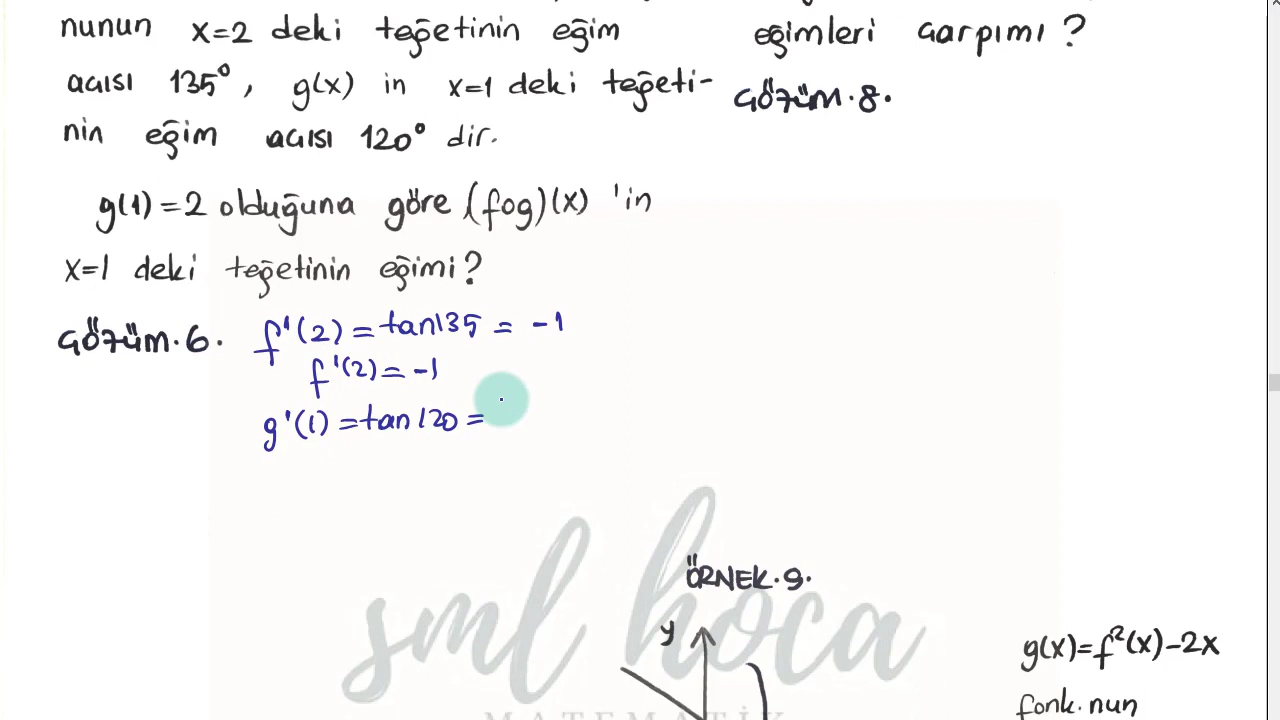 nunun x=2 deki teğetinin eğim
açısı 135°, g(x) in x=1 deki teğeti-
nin eğim açısı 120° dir.
g(1)=2 olduğuna göre (fog)(x) 'in
x=1 deki teğetinin eğimi?
ÇÖZÜM.6. f'(2)=tan135 = -1
f'(2)= -1
g'(1)=tan120=
eğimleri çarpımı?
ÇÖZÜM.8.
ÖRNEK.9.
y
g(x)=f²(x)-2x
fonk.nun
sml hoca
MATEMATİK